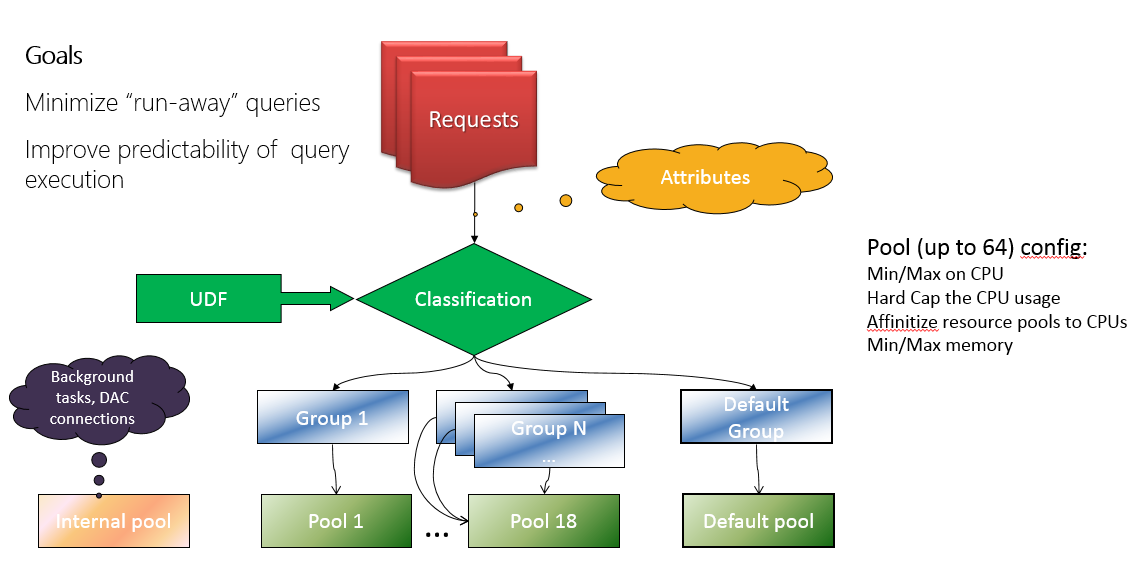 Goals
Minimize “run-away” queries
Improve predictability of query
execution
Requests
Attributes
Pool (up to 64) config:
Min/Max on CPU
Hard Cap the CPU usage
Affinitize resource pools to CPUs
Min/Max memory
UDF
Classification
Background
tasks, DAC
connections
Group 1
Group N
...
Default
Group
Internal pool
Pool 1
...
Pool 18
Default pool